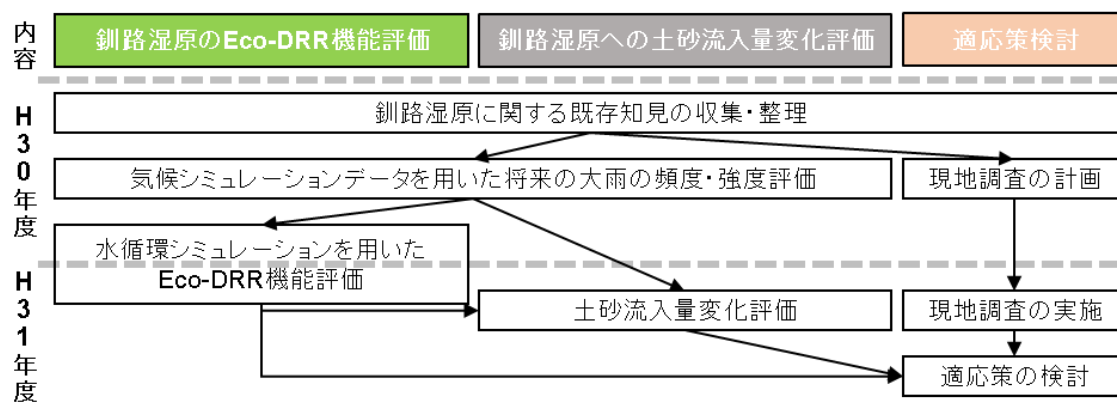 内容
釧路湿原のEco-DRR機能評価
釧路湿原への土砂流入量変化評価
適応策検討
H30年度
釧路湿原に関する既存知見の収集・整理
気候シミュレーションデータを用いた将来の大雨の頻度・強度評価
現地調査の計画
水循環シミュレーションを用いた
Eco-DRR機能評価
H31年度
土砂流入量変化評価
現地調査の実施
適応策の検討